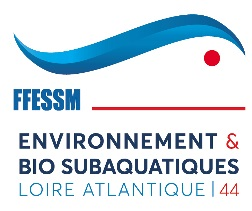 FFESSM
ENVIRONNEMENT &
BIO SUBAQUATIQUES
LOIRE ATLANTIQUE | 44